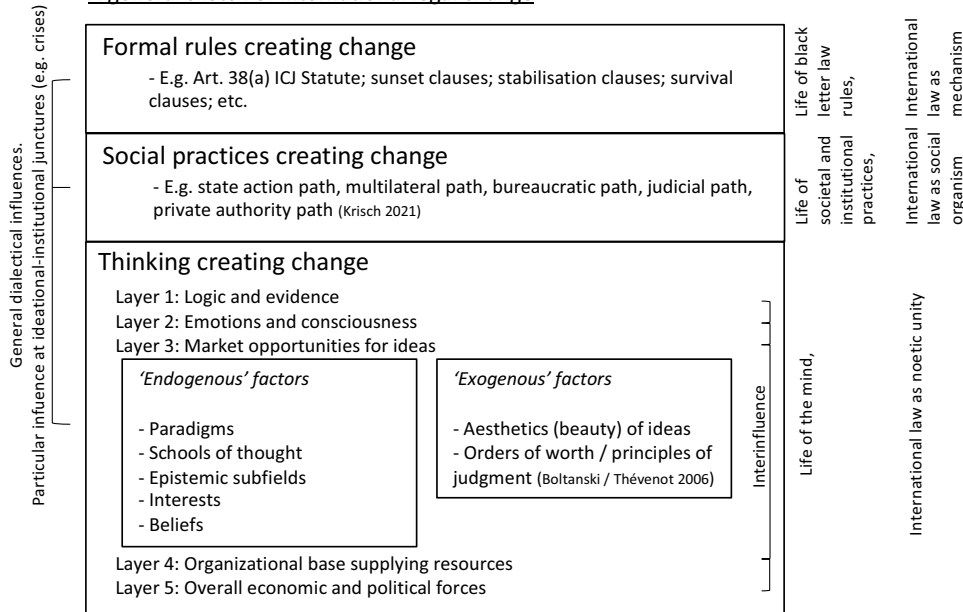 Formal rules creating change
- E.g. Art. 38(a) ICJ Statute; sunset clauses; stabilisation clauses; survival
clauses; etc.
Social practices creating change
- E.g. state action path, multilateral path, bureaucratic path, judicial path,
private authority path (Krisch 2021)
Thinking creating change
Layer 1: Logic and evidence
Layer 2: Emotions and consciousness
Layer 3: Market opportunities for ideas
'Endogenous' factors
- Paradigms
- Schools of thought
- Epistemic subfields
- Interests
- Beliefs
'Exogenous' factors
- Aesthetics (beauty) of ideas
- Orders of worth / principles of
judgment (Boltanski / Thévenot 2006)
Layer 4: Organizational base supplying resources
Layer 5: Overall economic and political forces
General dialectical influences.
Particular influence at ideational-institutional junctures (e.g. crises)
Interinfluence
Life of black
letter law
rules,
International
law as
mechanism
Life of
societal and
institutional
practices,
International
law as social
organism
Life of the mind,
International law as noetic unity